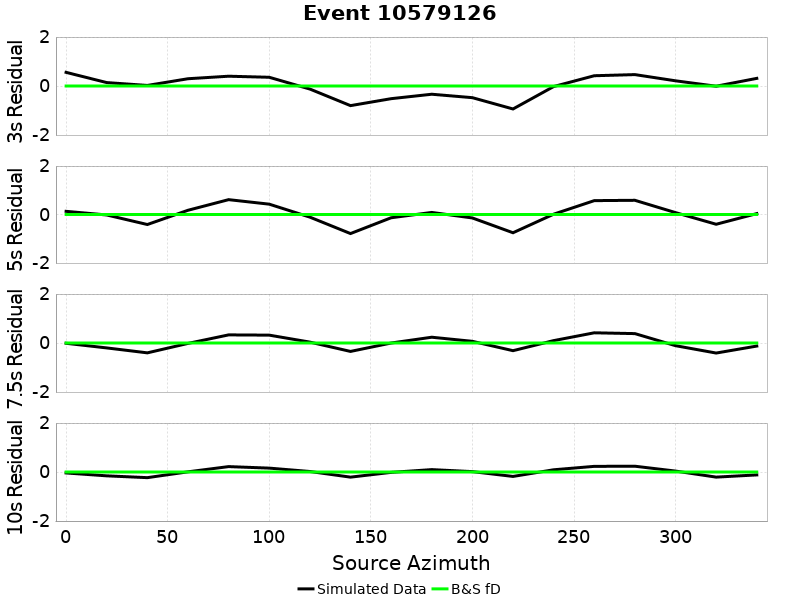 Event 10579126
3s Residual
2
0
-2
5s Residual
2
0
-2
7.5s Residual
2
0
-2
10s Residual
2
0
-2
0 50 100 150 200 250 300
Source Azimuth
Simulated Data B&S fD